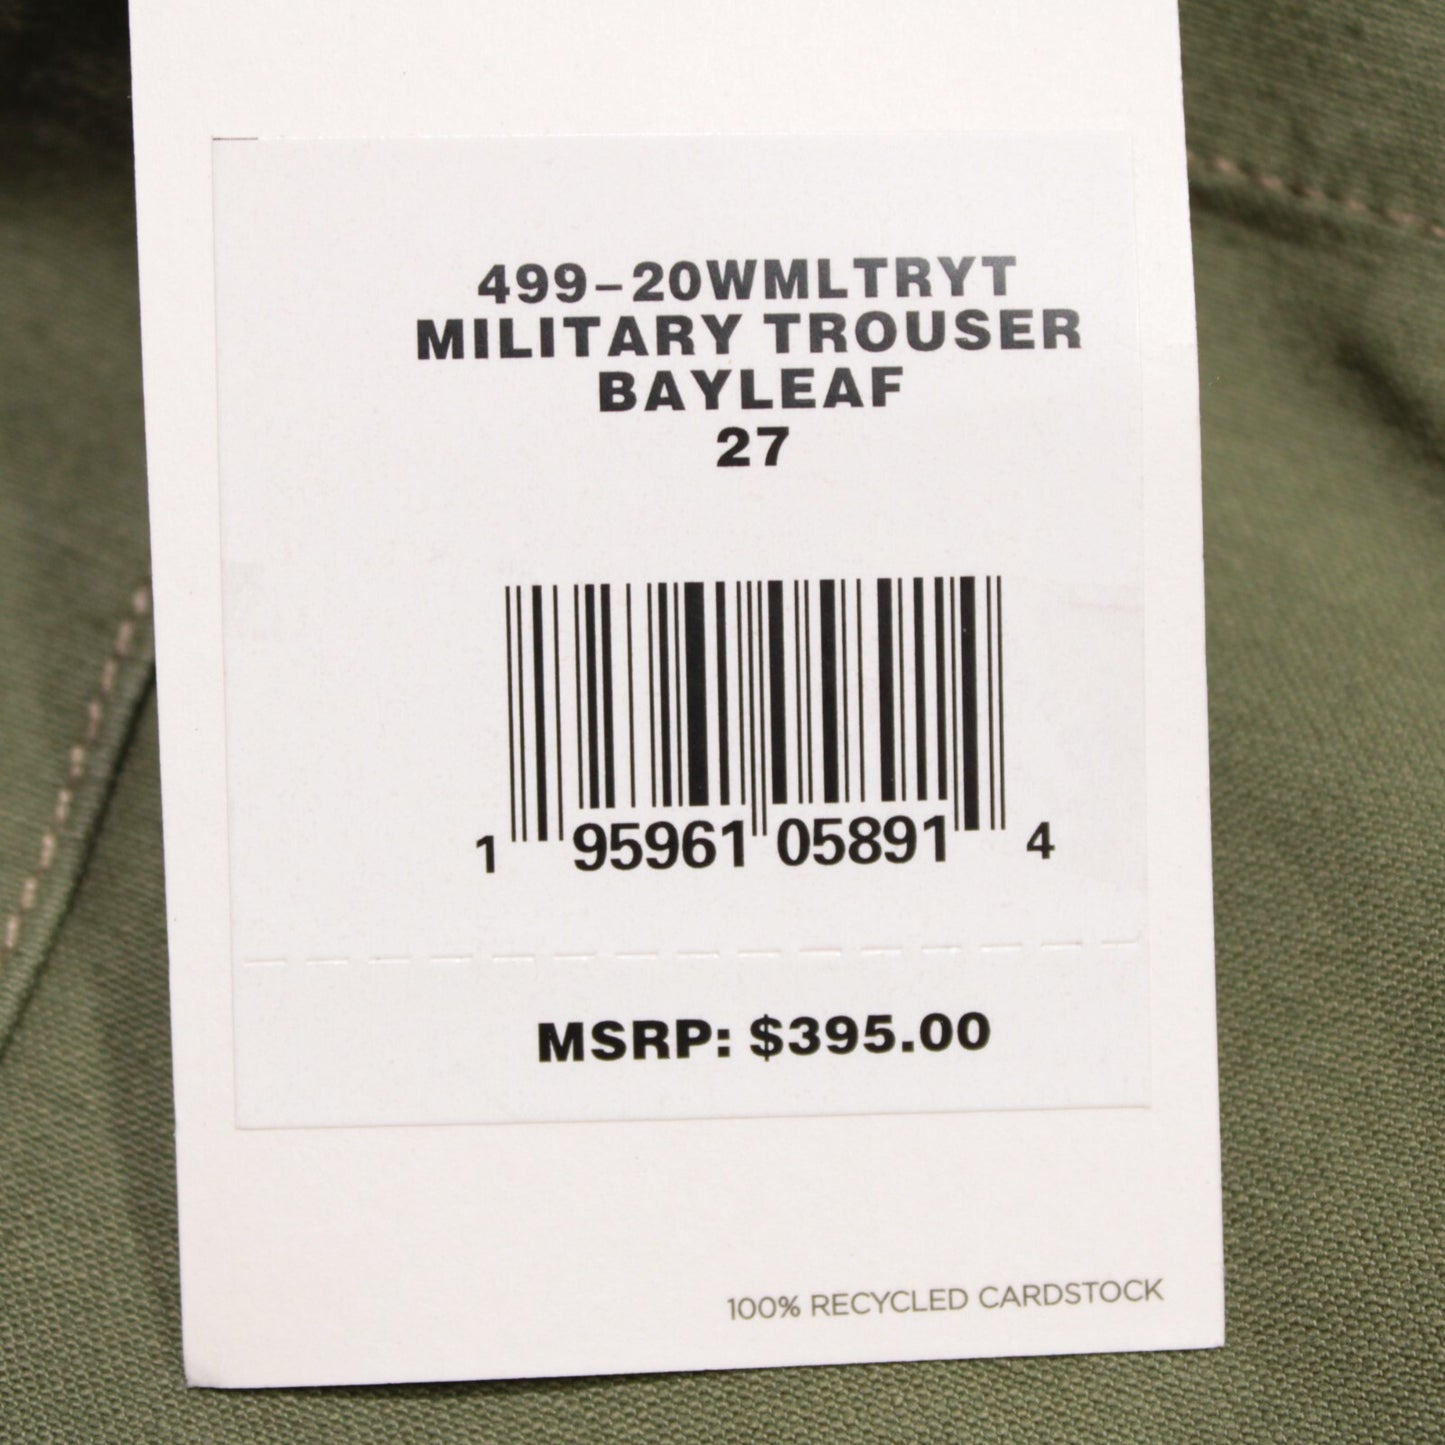 499-20WMLTRYT
MILITARY TROUSER
BAYLEAF
27
1 95961 05891 4
MSRP: $395.00
100% RECYCLED CARDSTOCK